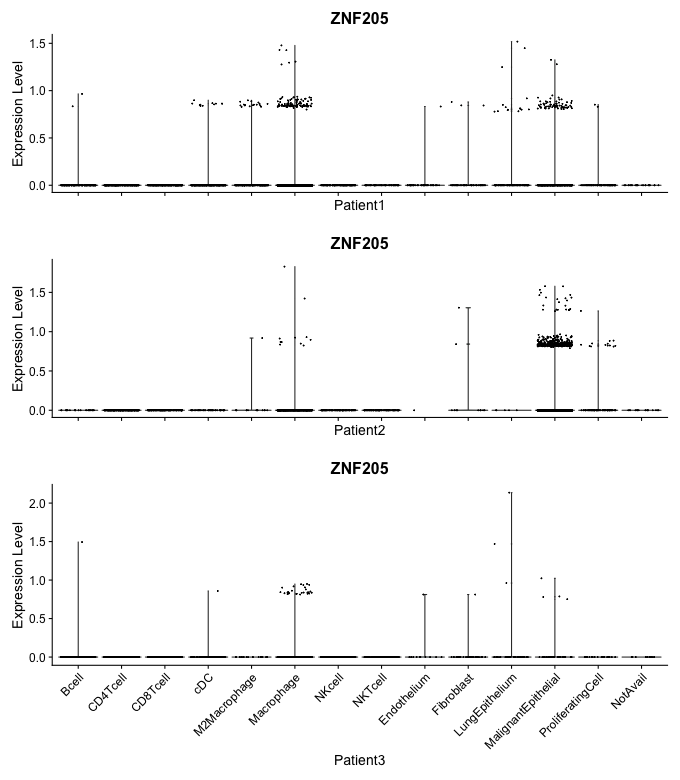 ZNF205
Expression Level
1.5
1.0
0.5
0.0
Patient1
ZNF205
Expression Level
1.5
1.0
0.5
0.0
Patient2
ZNF205
Expression Level
2.0
1.5
1.0
0.5
0.0
Bcell
CD4Tcell
CD8Tcell
cDC
M2Macrophage
Macrophage
NKcell
NKTcell
Endothelium
Fibroblast
LungEpithelium
MalignantEpithelial
ProliferatingCell
NotAvail
Patient3